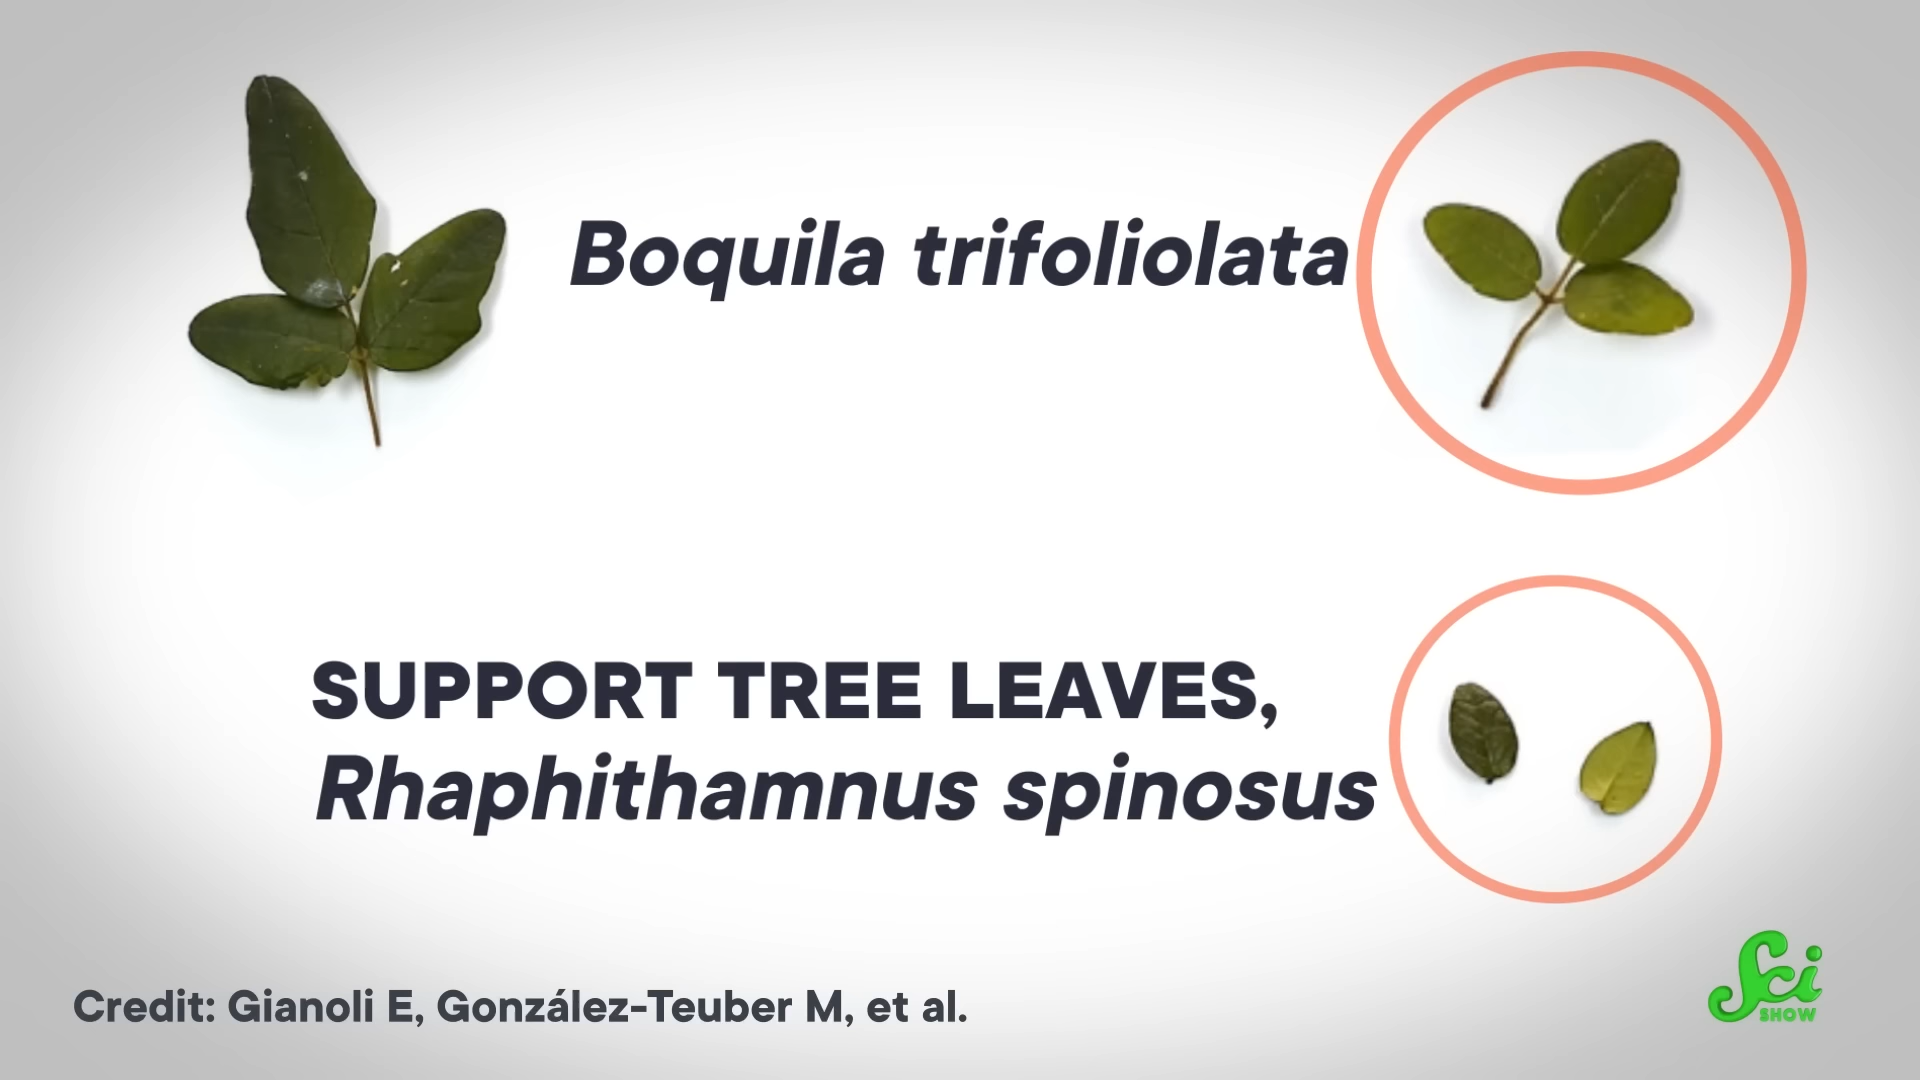 Boquila trifoliolata
SUPPORT TREE LEAVES,
Rhaphithamnus spinosus
Credit: Gianoli E, González-Teuber M, et al.
Sci
SHOW